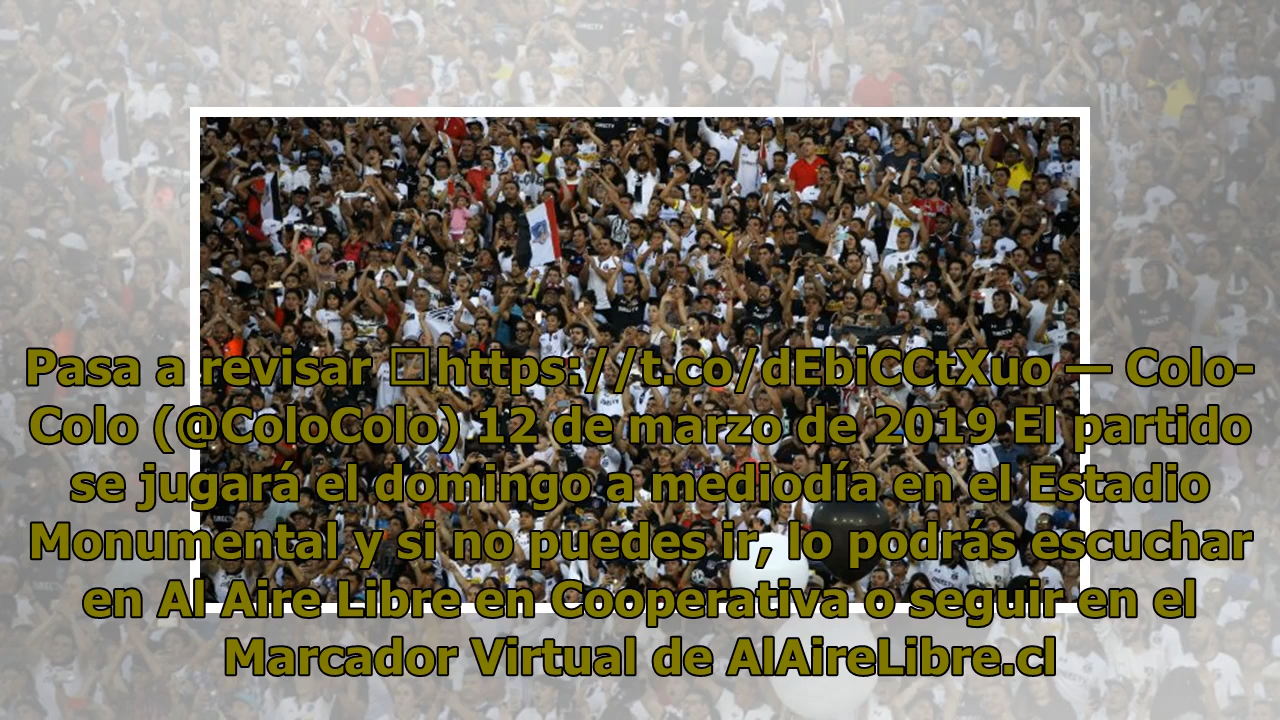 Pasa a revisar □https://t.co/dEbiCCtXuo — Colo-
Colo (@ColoColo) 12 de marzo de 2019 El partido
se jugará el domingo a mediodía en el Estadio
Monumental y si no puedes ir, lo podrás escuchar
en Al Aire Libre en Cooperativa o seguir en el
Marcador Virtual de AlAireLibre.cl